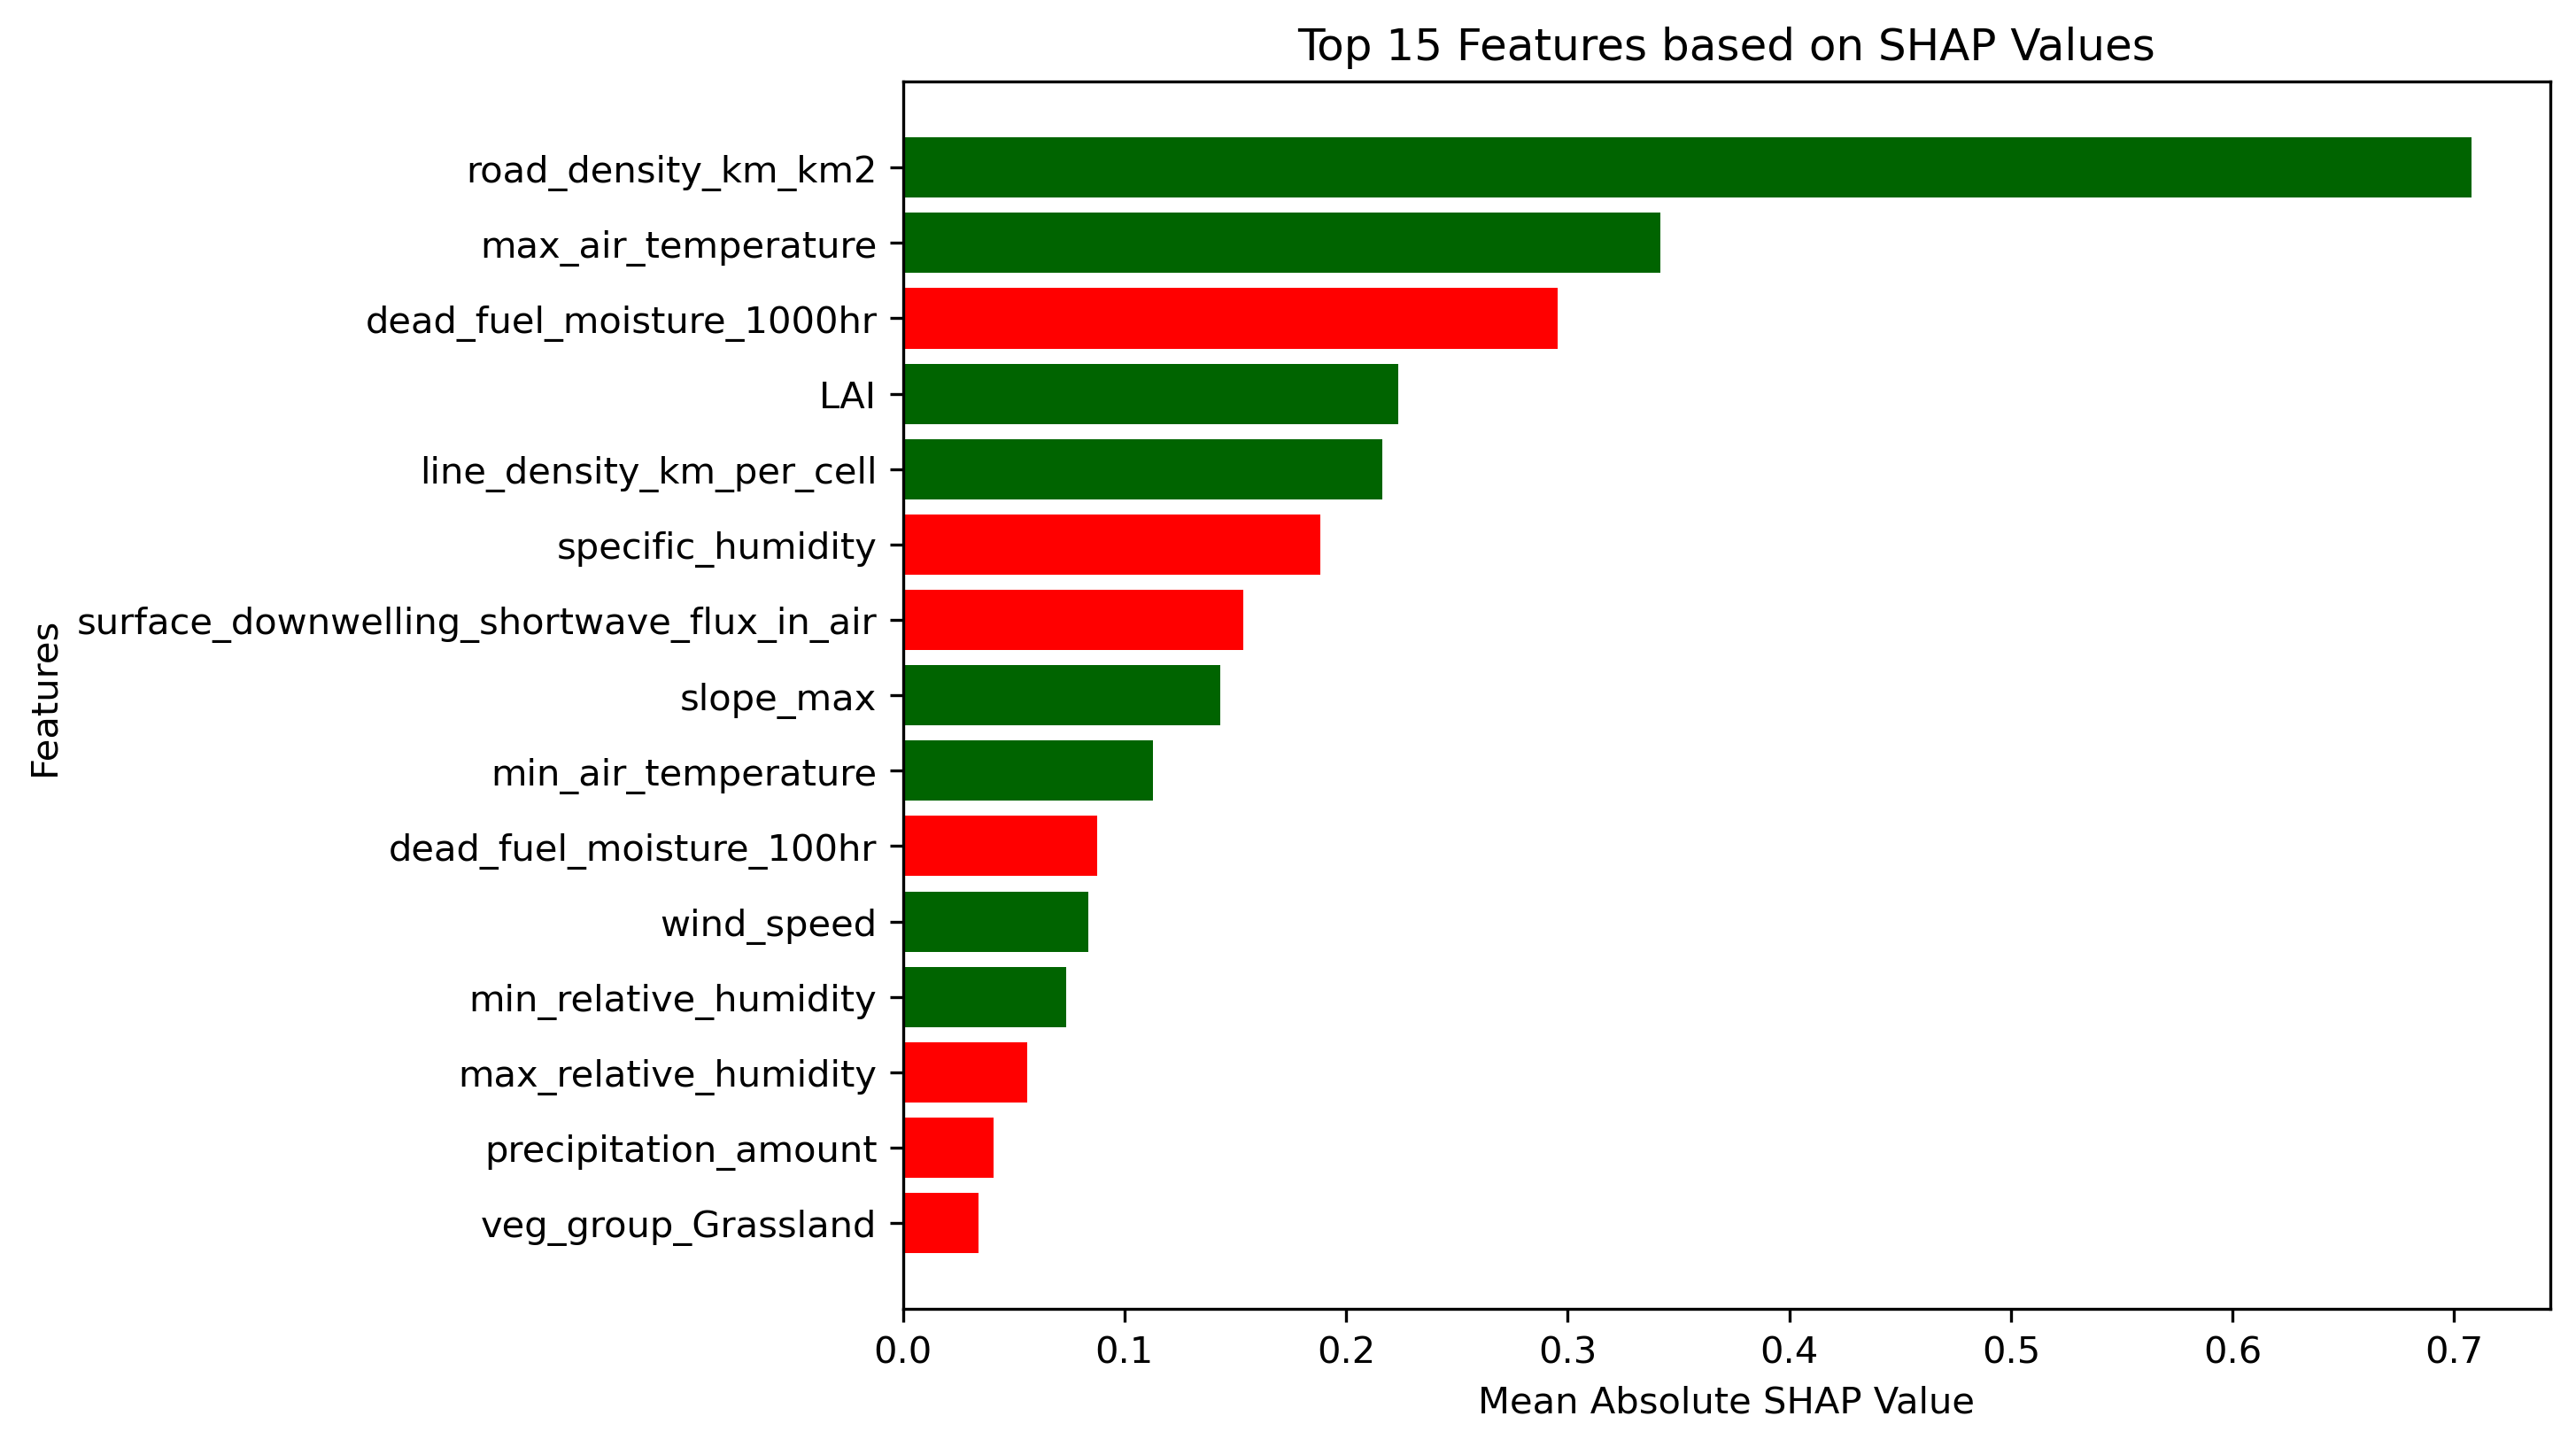 Top 15 Features based on SHAP Values
Features
road_density_km_km2
max_air_temperature
dead_fuel_moisture_1000hr
LAI
line_density_km_per_cell
specific_humidity
surface_downwelling_shortwave_flux_in_air
slope_max
min_air_temperature
dead_fuel_moisture_100hr
wind_speed
min_relative_humidity
max_relative_humidity
precipitation_amount
veg_group_Grassland
0.0 0.1 0.2 0.3 0.4 0.5 0.6 0.7
Mean Absolute SHAP Value